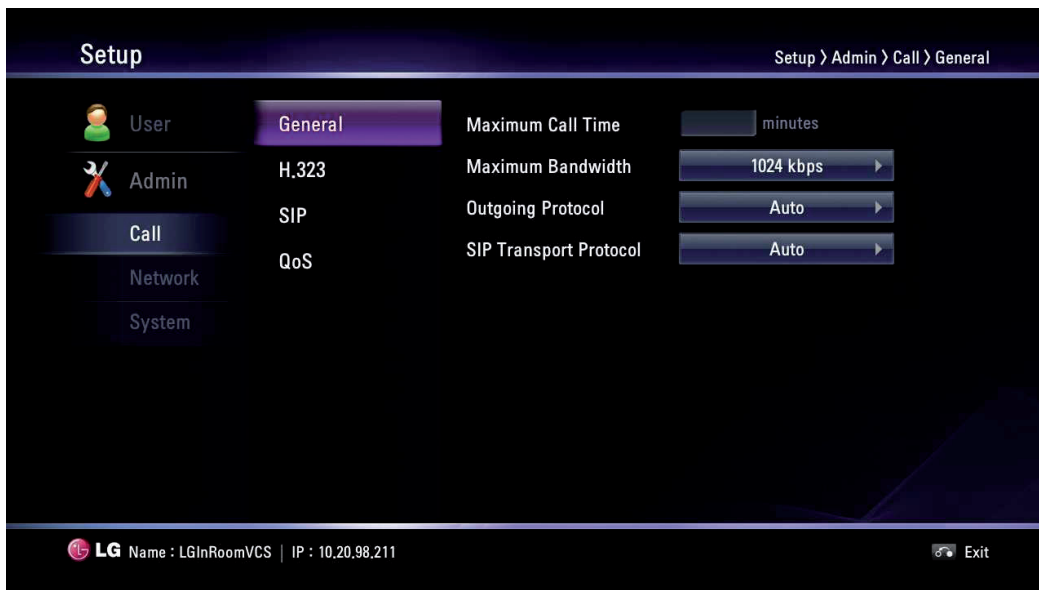 Setup
Setup > Admin > Call > General
User
Admin
Call
Network
System
General
H.323
SIP
QoS
Maximum Call Time minutes
Maximum Bandwidth 1024 kbps
Outgoing Protocol Auto
SIP Transport Protocol Auto
LG Name : LGInRoomVCS | IP : 10.20.98.211
Exit